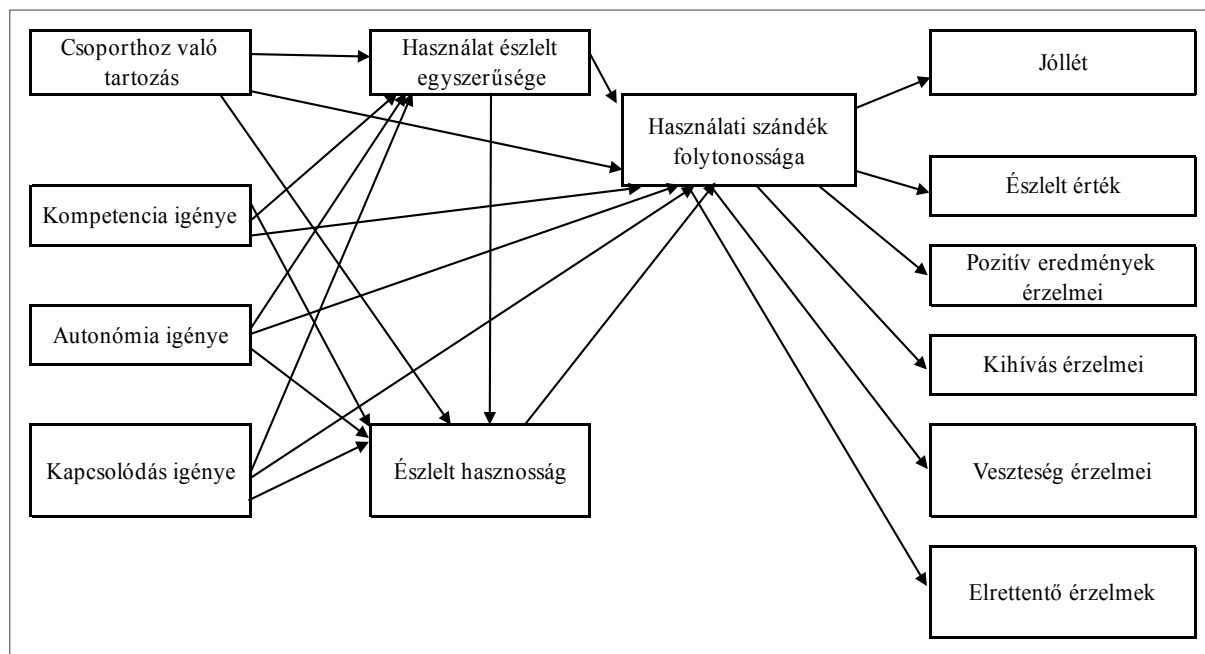 Csoporthoz való
tartozás
Kompetencia igénye
Autonómia igénye
Kapcsolódás igénye
Használat észlelt
egyszerűsége
Észlelt hasznosság
Használati szándék
folytonossága
Jóllét
Észlelt érték
Pozitív eredmények
érzelmei
Kihívás érzelmei
Veszteség érzelmei
Elrettentő érzelmek